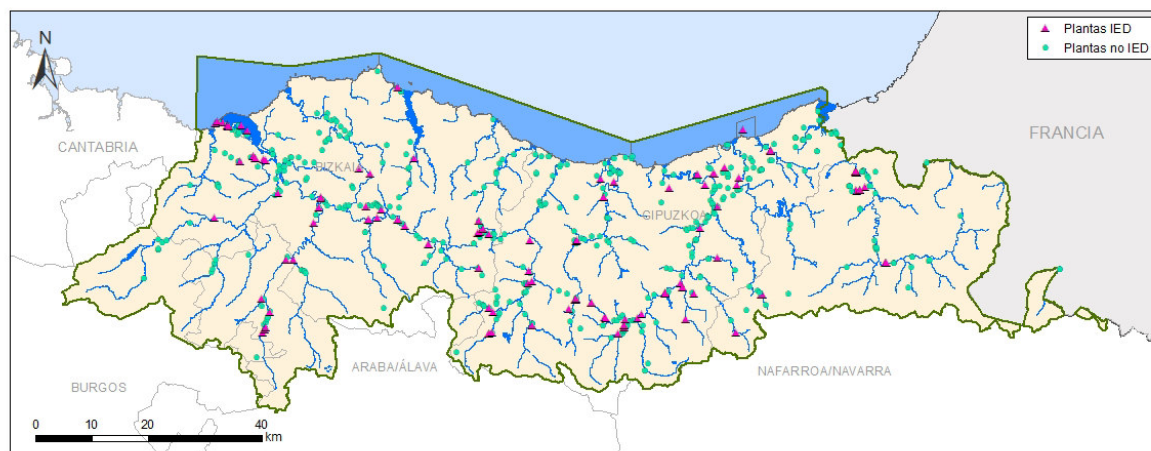 N
Plantas IED
Plantas no IED
CANTABRIA
FRANCIA
BIZKAIA
GIPUZKOA
ARABA/ÁLAVA
NAFARROA/NAVARRA
BURGOS
0 10 20 40
km